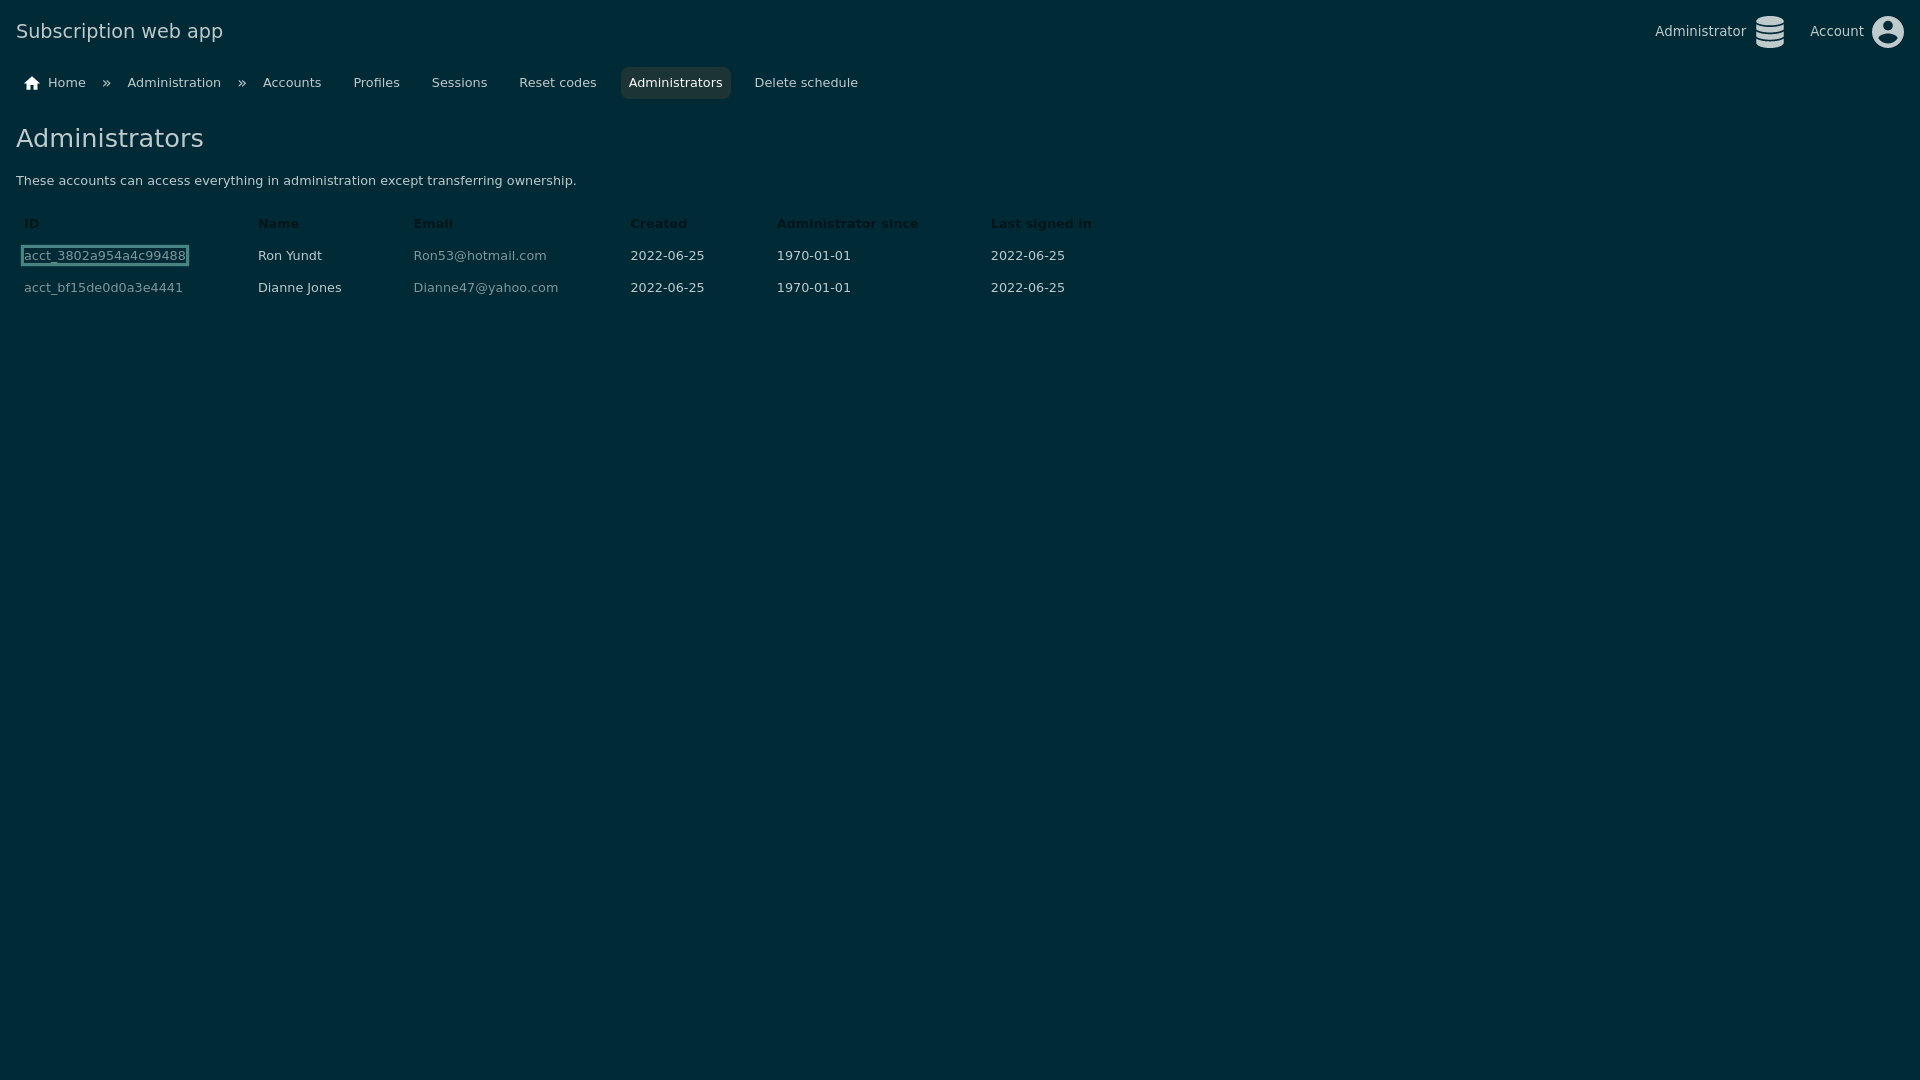 Subscription web app
Administrator
Account
Home » Administration » Accounts Profiles Sessions Reset codes Administrators Delete schedule
Administrators
These accounts can access everything in administration except transferring ownership.
ID Name Email Created Administrator since Last signed in
acct_3802a954a4c99488 Ron Yundt Ron53@hotmail.com 2022-06-25 1970-01-01 2022-06-25
acct_bf15de0d0a3e4441 Dianne Jones Dianne47@yahoo.com 2022-06-25 1970-01-01 2022-06-25